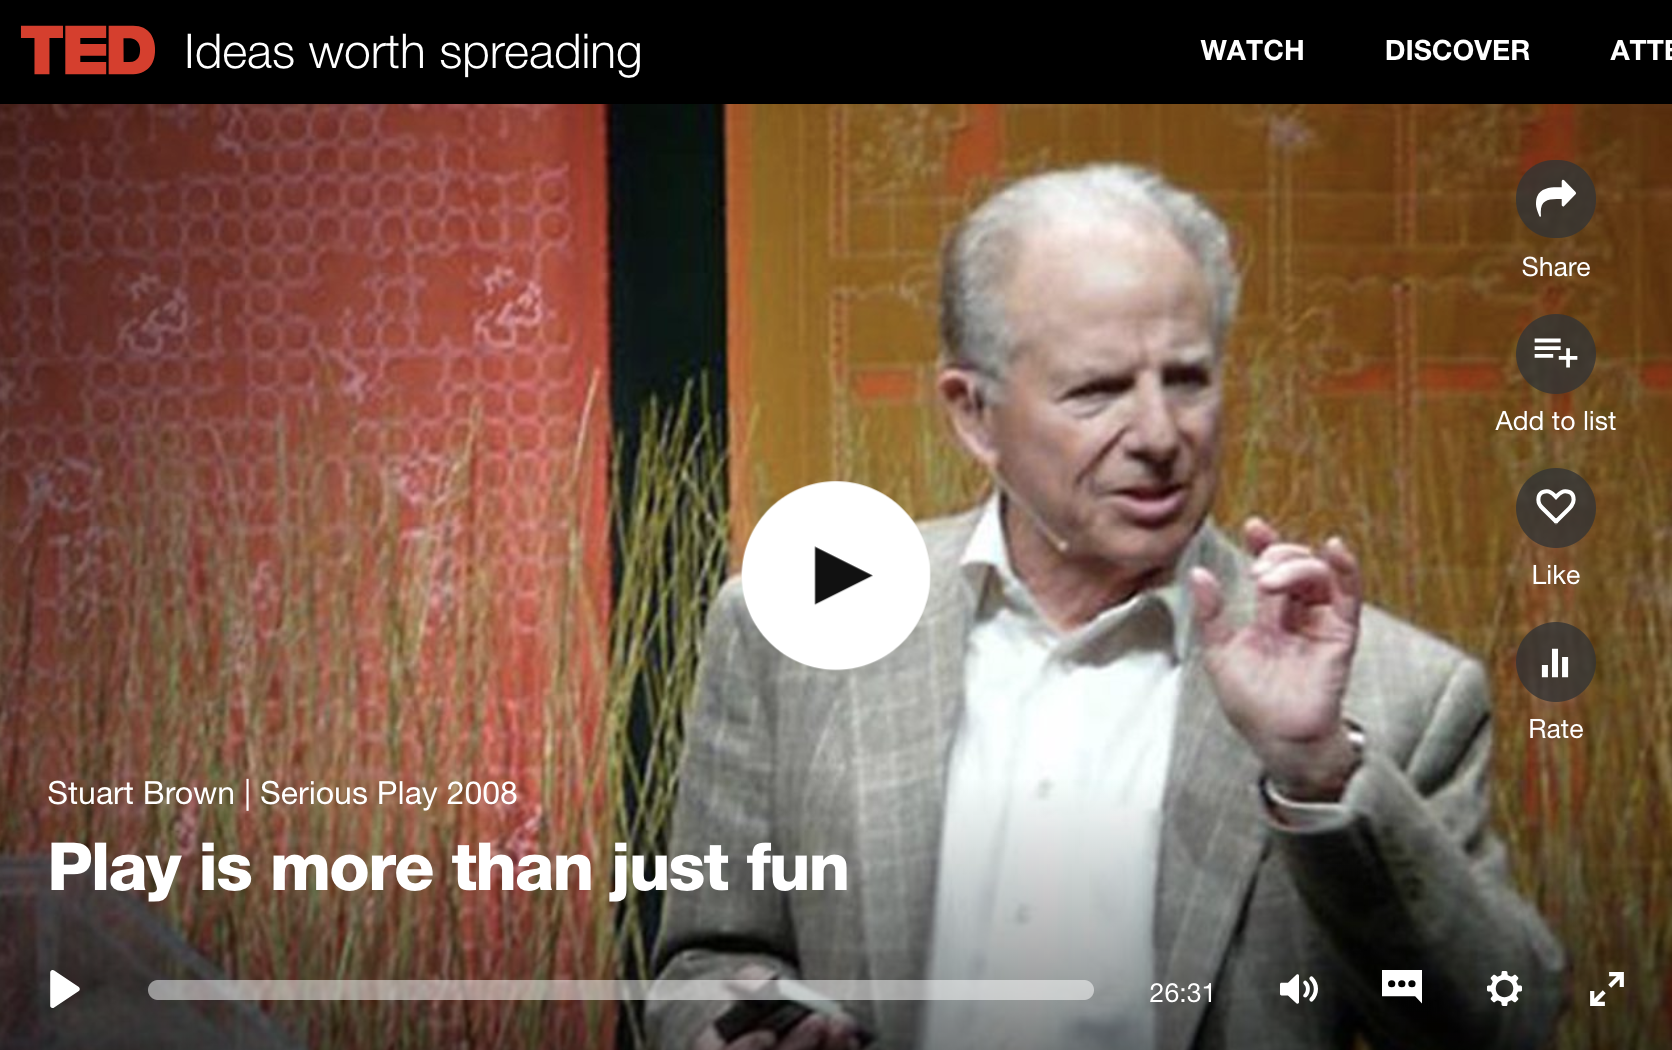 TED Ideas worth spreading WATCH DISCOVER ATTE
Share
Add to list
Like
Rate
Stuart Brown | Serious Play 2008
Play is more than just fun
26:31